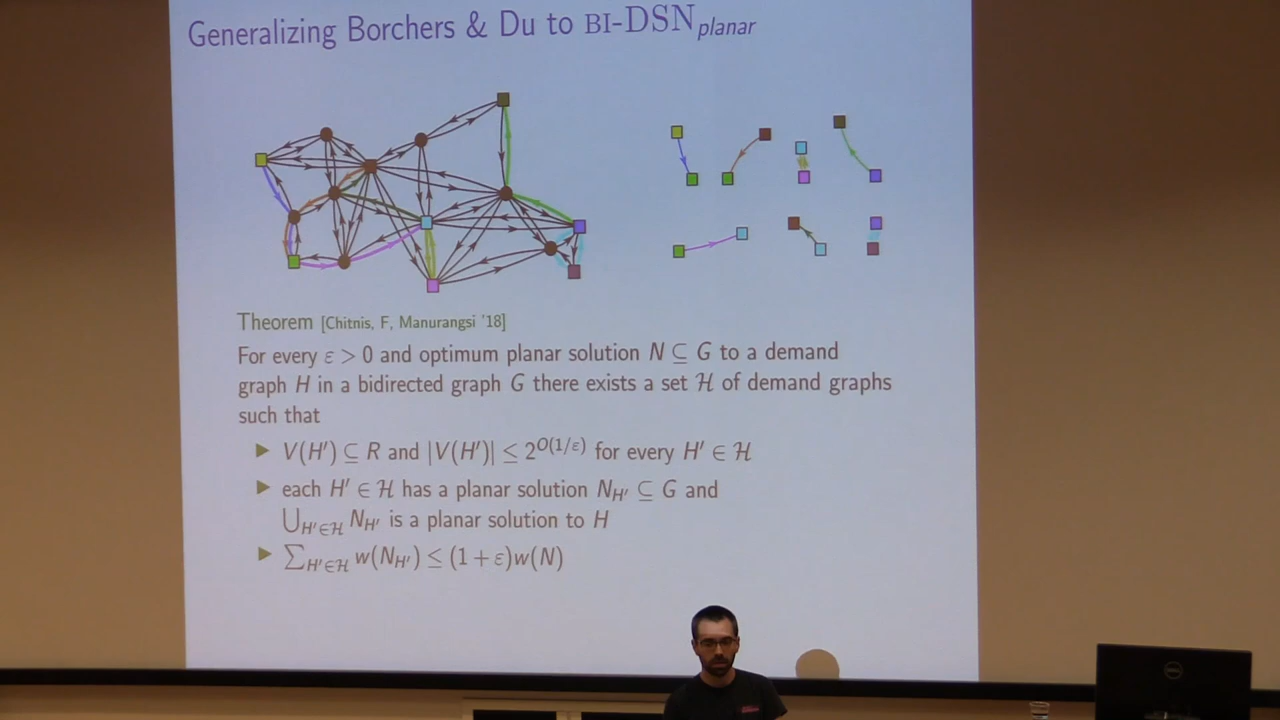 Generalizing Borchers & Du to BI-DSN_planar
Theorem [Chitnis, F, Manurangsi '18]
For every ε > 0 and optimum planar solution N ⊆ G to a demand
graph H in a bidirected graph G there exists a set ℋ of demand graphs
such that
▶ V(H′) ⊆ R and |V(H′)| ≤ 2^{O(1/ε)} for every H′ ∈ ℋ
▶ each H′ ∈ ℋ has a planar solution N_{H′} ⊆ G and
⋃_{H′∈ℋ} N_{H′} is a planar solution to H
▶ ∑_{H′∈ℋ} w(N_{H′}) ≤ (1 + ε)w(N)
DELL